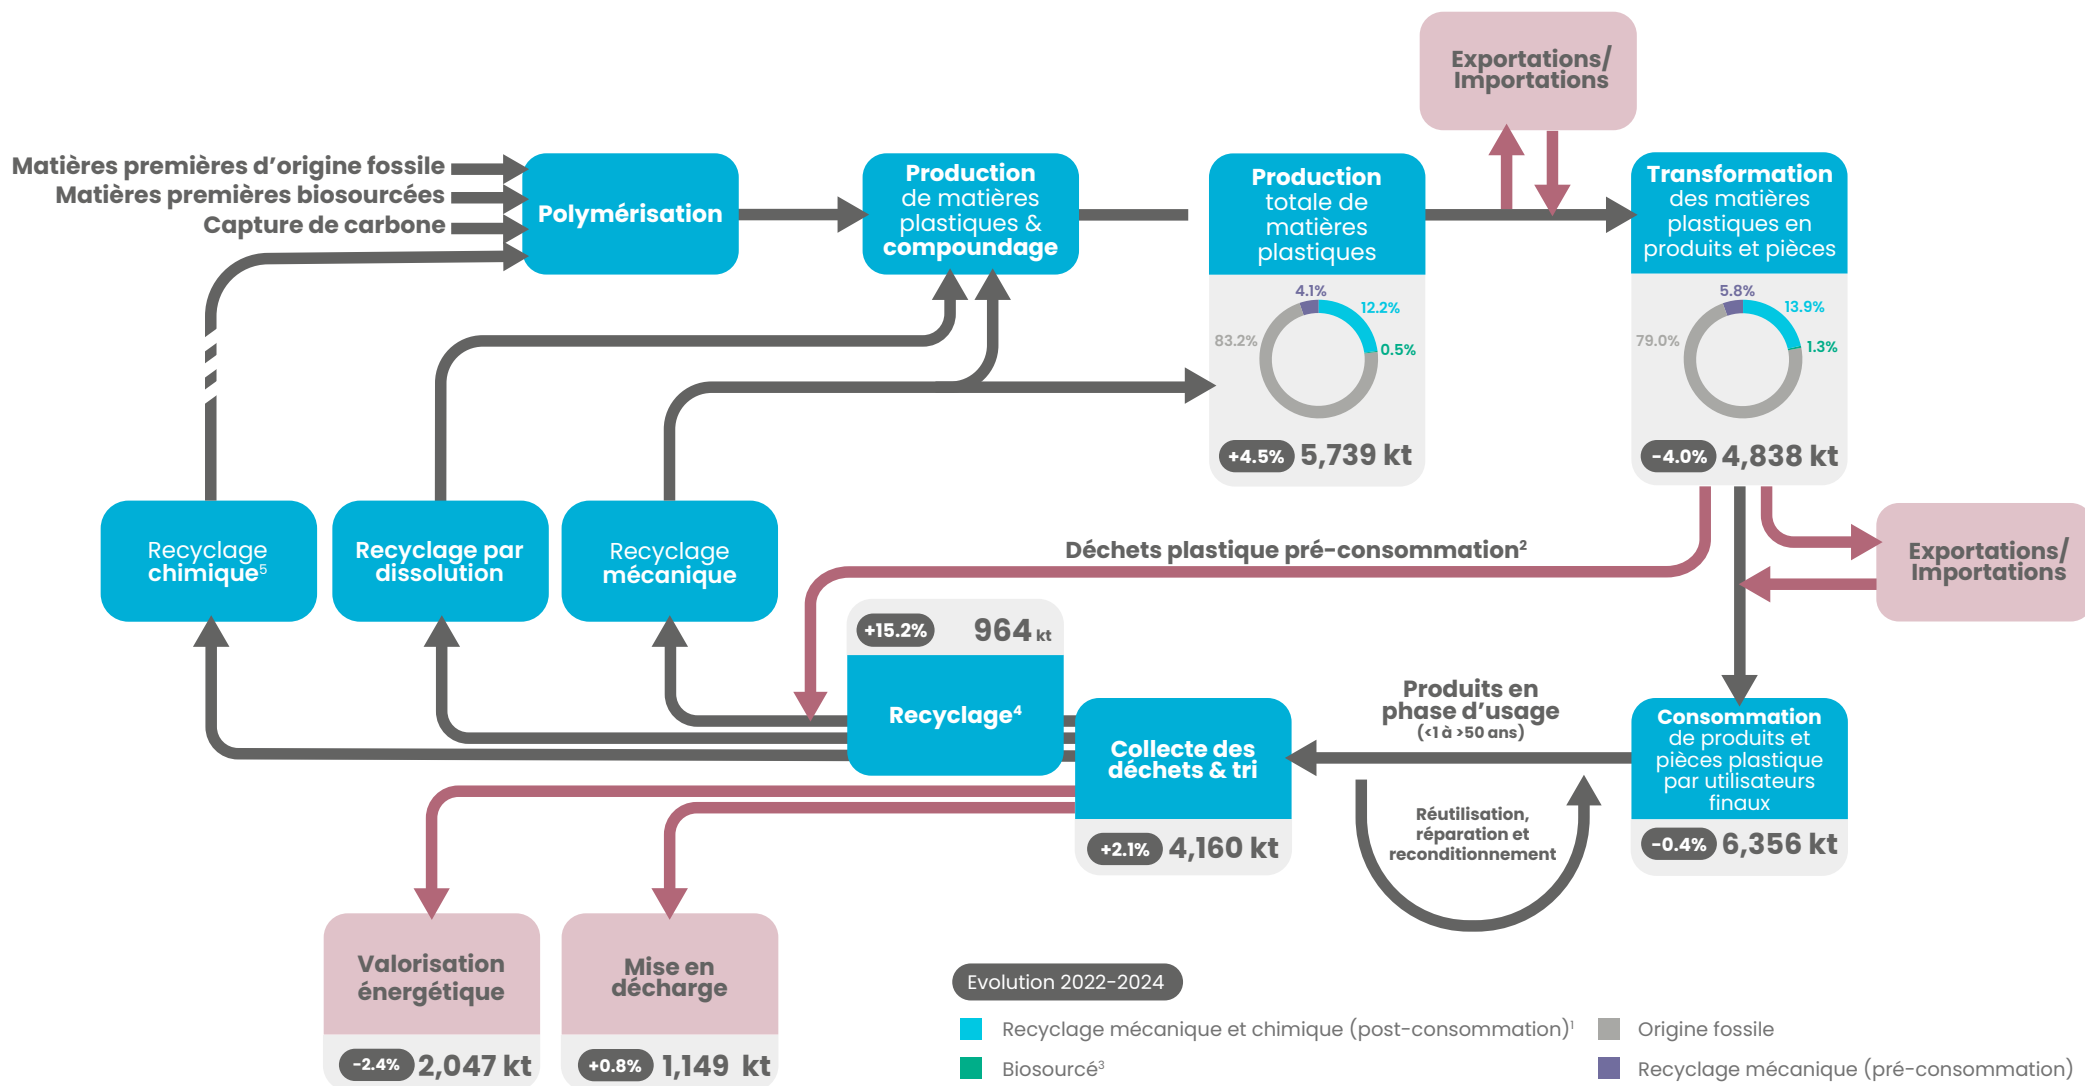 Exportations/
Importations
Matières premières d'origine fossile
Matières premières biosourcées
Capture de carbone
Polymérisation
Production
de matières
plastiques &
compoundage
Production
totale de
matières
plastiques
4.1%
12.2%
83.2%
0.5%
+4.5% 5,739 kt
Transformation
des matières
plastiques en
produits et pièces
5.8%
13.9%
79.0%
1.3%
-4.0% 4,838 kt
Recyclage
chimique⁵
Recyclage par
dissolution
Recyclage
mécanique
Déchets plastique pré-consommation²
Exportations/
Importations
+15.2% 964 kt
Recyclage⁴
Collecte des
déchets & tri
+2.1% 4,160 kt
Produits en
phase d'usage
(<1 à >50 ans)
Réutilisation,
réparation et
reconditionnement
Consommation
de produits et
pièces plastique
par utilisateurs
finaux
-0.4% 6,356 kt
Valorisation
énergétique
-2.4% 2,047 kt
Mise en
décharge
+0.8% 1,149 kt
Evolution 2022-2024
Recyclage mécanique et chimique (post-consommation)¹
Origine fossile
Biosourcé³
Recyclage mécanique (pré-consommation)